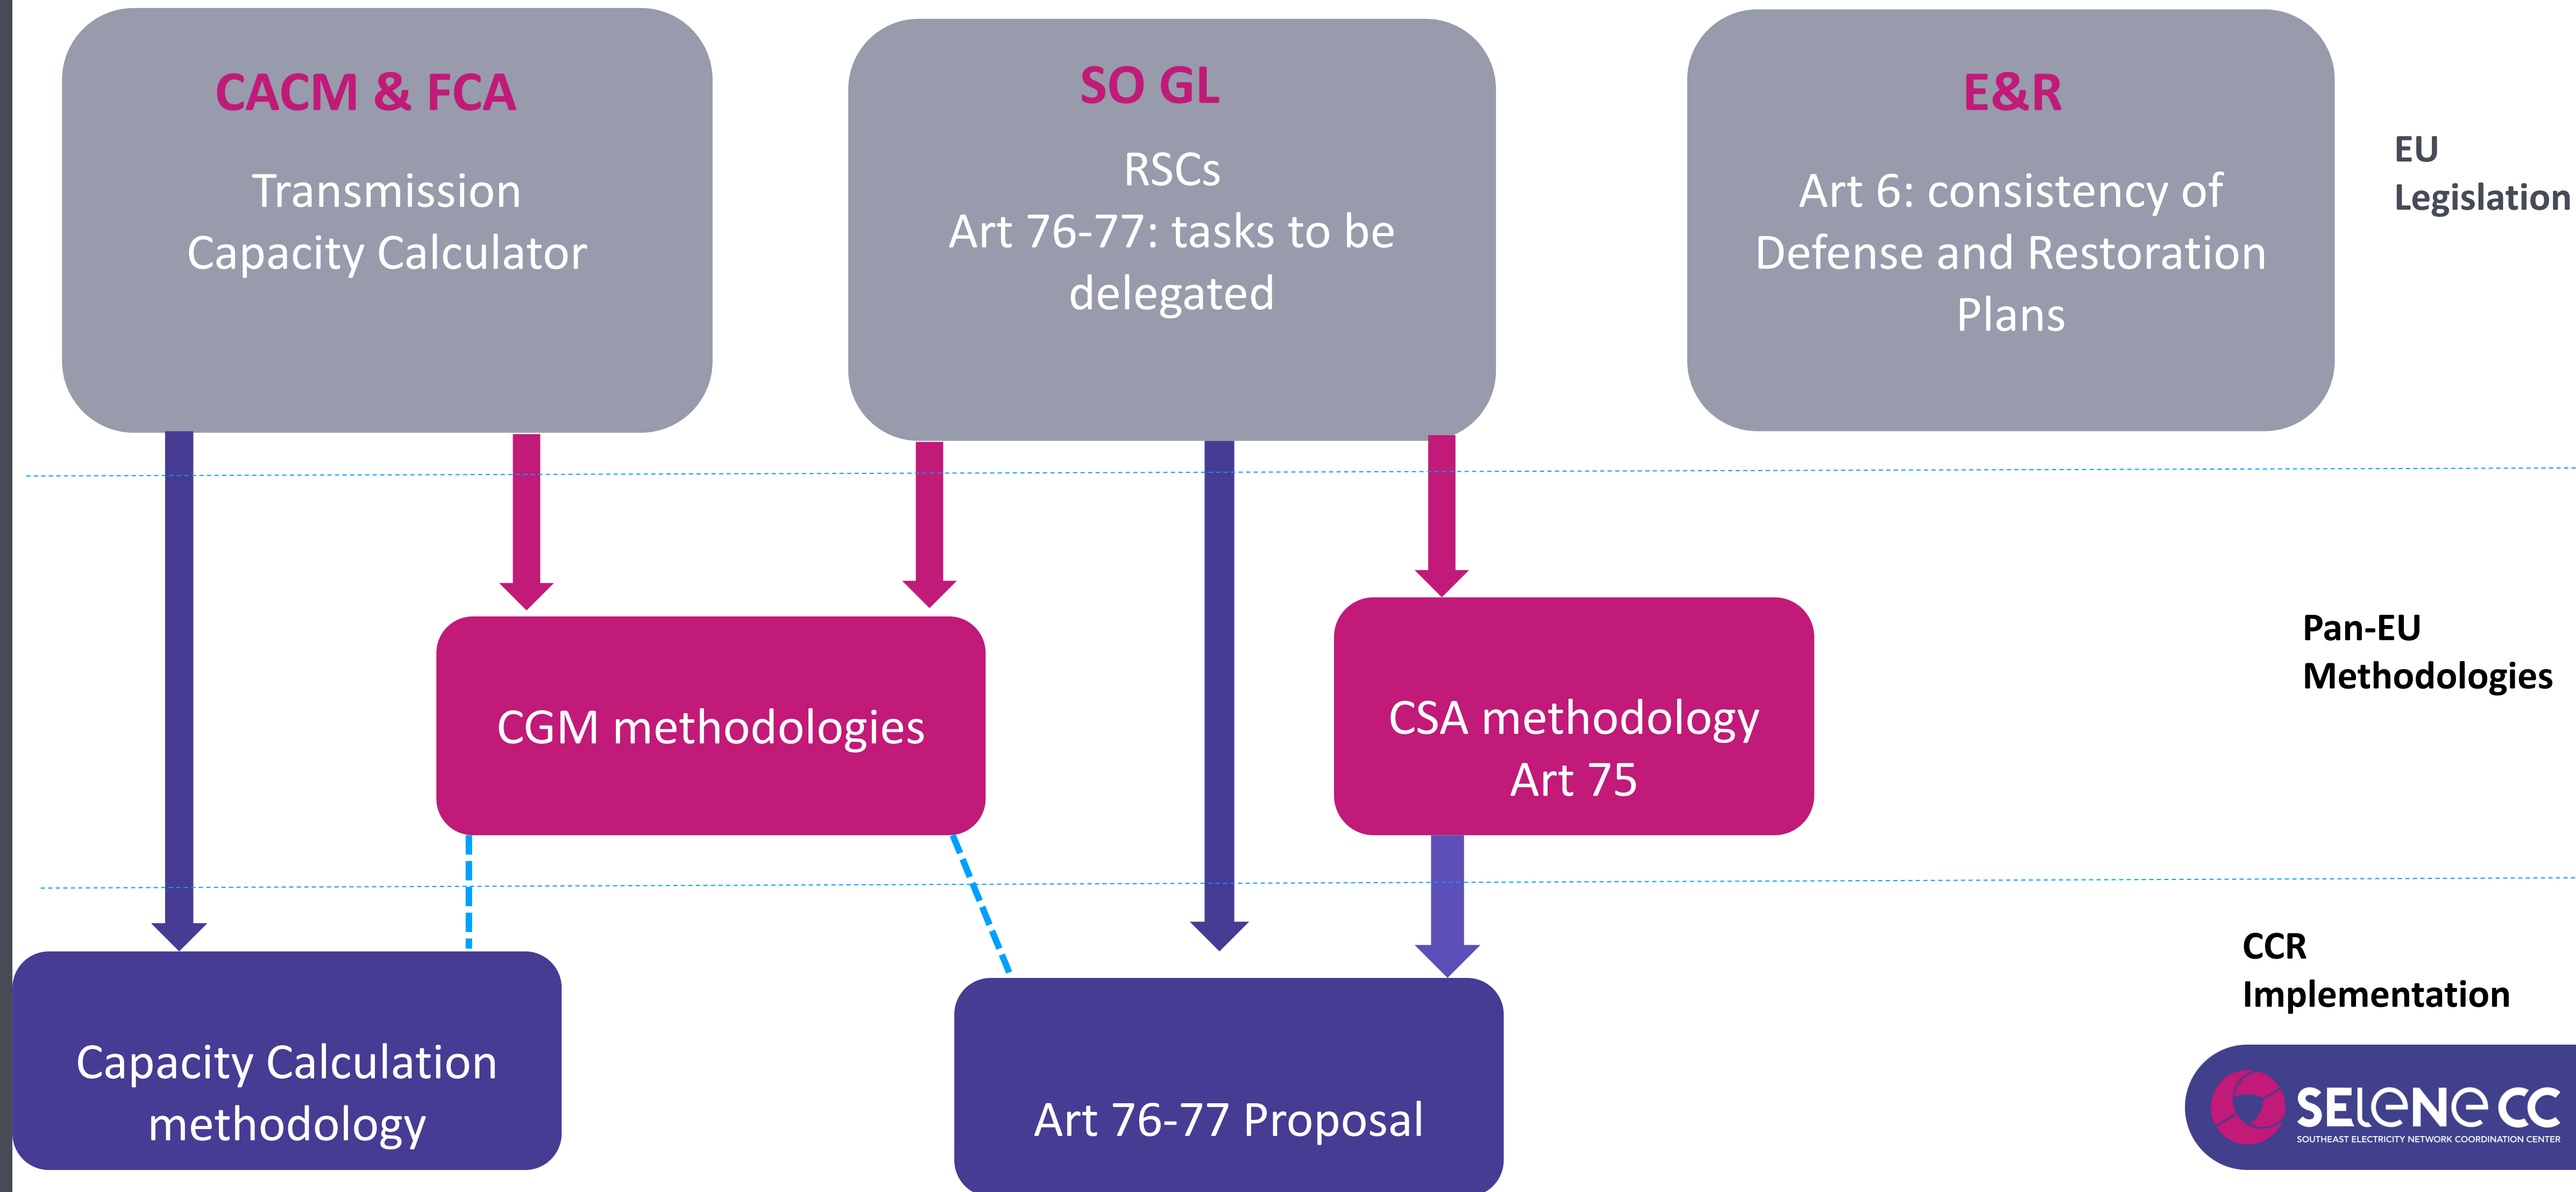 CACM & FCA
Transmission
Capacity Calculator
SO GL
RSCs
Art 76-77: tasks to be
delegated
E&R
Art 6: consistency of
Defense and Restoration
Plans
EU
Legislation
CGM methodologies
CSA methodology
Art 75
Pan-EU
Methodologies
Capacity Calculation
methodology
Art 76-77 Proposal
CCR
Implementation
SELENE CC
SOUTHEAST ELECTRICITY NETWORK COORDINATION CENTER